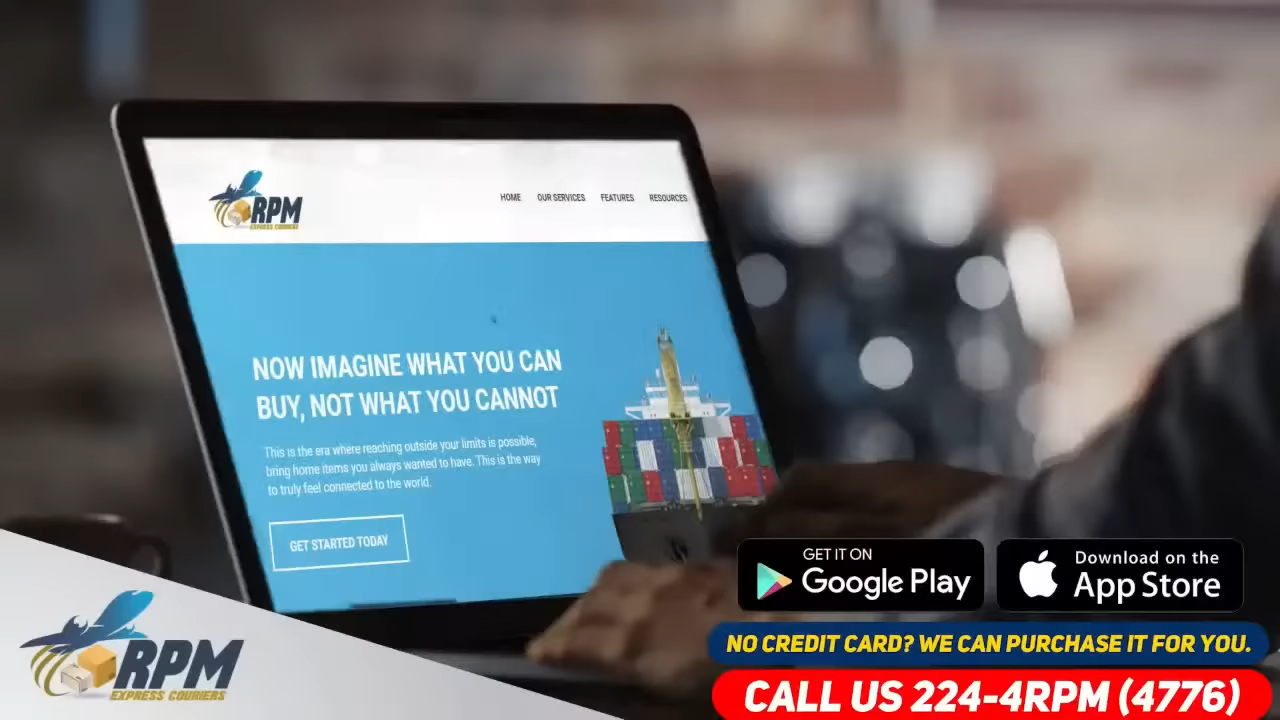 RPM
EXPRESS COURIERS
HOME OUR SERVICES FEATURES RESOURCES
NOW IMAGINE WHAT YOU CAN
BUY, NOT WHAT YOU CANNOT
This is the era where reaching outside your limits is possible,
bring home items you always wanted to have. This is the way
to truly feel connected to the world.
GET STARTED TODAY
GET IT ON
Google Play
Download on the
App Store
RPM
EXPRESS COURIERS
NO CREDIT CARD? WE CAN PURCHASE IT FOR YOU.
CALL US 224-4RPM (4776)